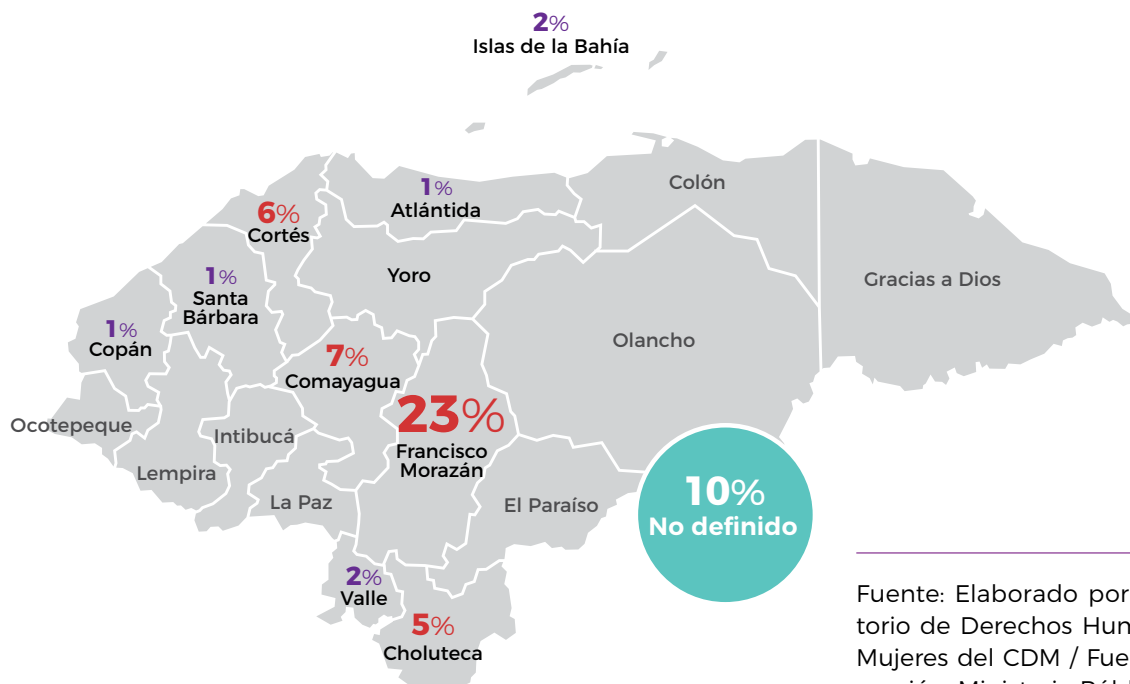 2%
Islas de la Bahía
Colón
1%
Atlántida
6%
Cortés
Yoro
Gracias a Dios
1%
Santa
Bárbara
1%
Copán
Olancho
7%
Comayagua
23%
Francisco
Morazán
Ocotepeque
Intibucá
Lempira
La Paz
El Paraíso
10%
No definido
2%
Valle
5%
Choluteca
Fuente: Elaborado por
torio de Derechos Hum
Mujeres del CDM / Fue